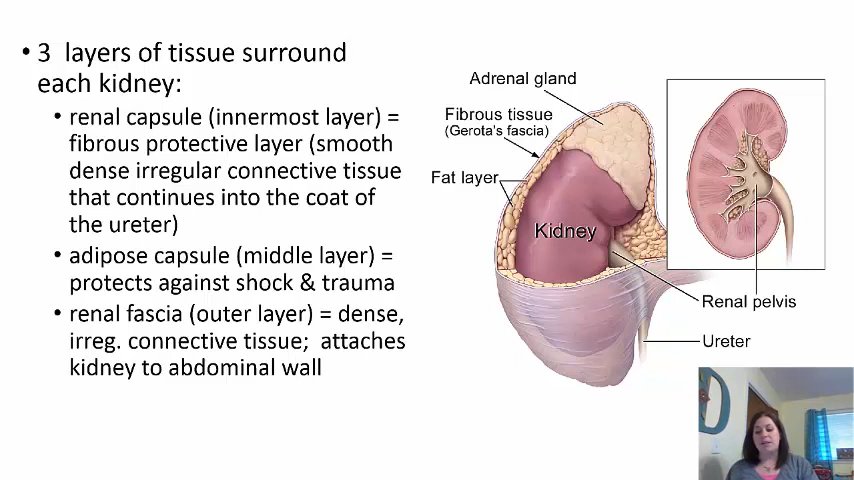 • 3 layers of tissue surround
each kidney:
• renal capsule (innermost layer) =
fibrous protective layer (smooth
dense irregular connective tissue
that continues into the coat of
the ureter)
• adipose capsule (middle layer) =
protects against shock & trauma
• renal fascia (outer layer) = dense,
irreg. connective tissue; attaches
kidney to abdominal wall
Adrenal gland
Fibrous tissue
(Gerota's fascia)
Fat layer
Kidney
Renal pelvis
Ureter